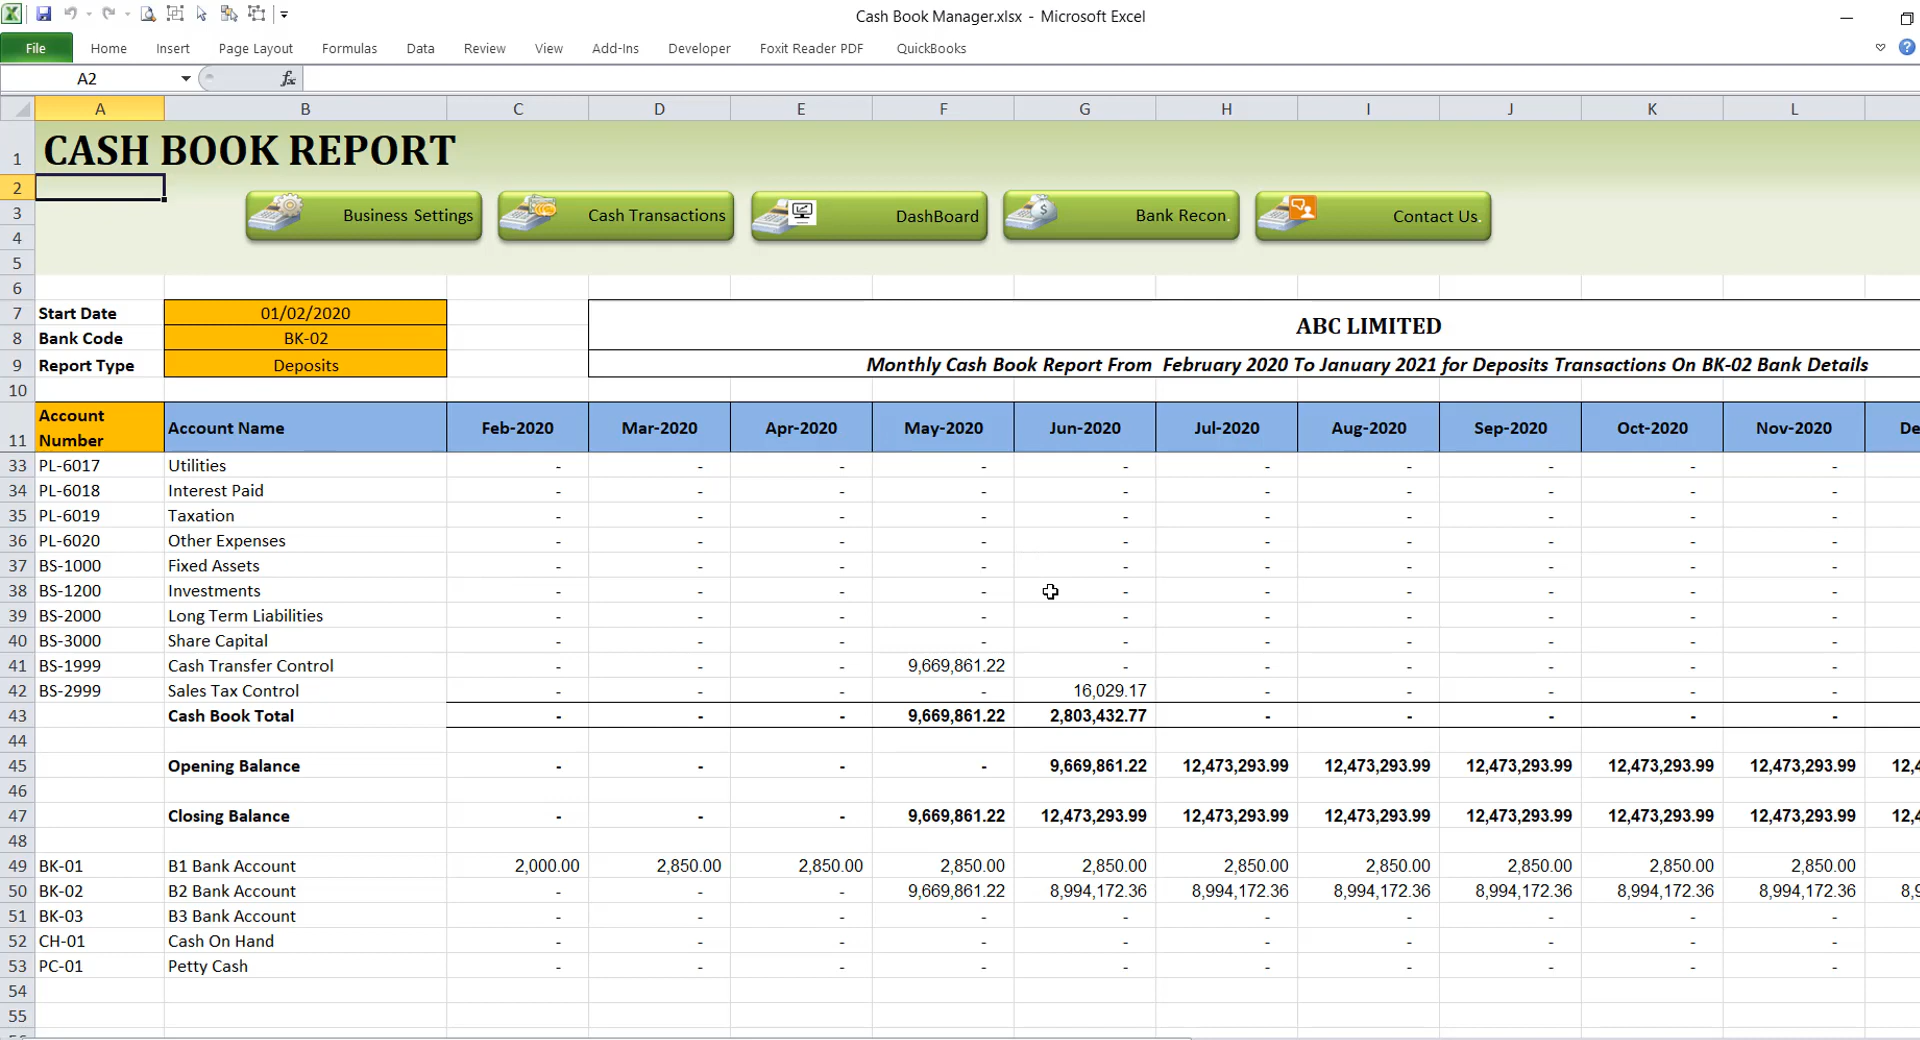 Cash Book Manager.xlsx - Microsoft Excel
File Home Insert Page Layout Formulas Data Review View Add-Ins Developer Foxit Reader PDF QuickBooks
A2 fx
A B C D E F G H I J K L
1 CASH BOOK REPORT
2
3 Business Settings Cash Transactions DashBoard Bank Recon. Contact Us.
4
5
6
7 Start Date 01/02/2020 ABC LIMITED
8 Bank Code BK-02
9 Report Type Deposits Monthly Cash Book Report From February 2020 To January 2021 for Deposits Transactions On BK-02 Bank Details
10
11 Account Number Account Name Feb-2020 Mar-2020 Apr-2020 May-2020 Jun-2020 Jul-2020 Aug-2020 Sep-2020 Oct-2020 Nov-2020 De
33 PL-6017 Utilities - - - - - - - - - -
34 PL-6018 Interest Paid - - - - - - - - - -
35 PL-6019 Taxation - - - - - - - - - -
36 PL-6020 Other Expenses - - - - - - - - - -
37 BS-1000 Fixed Assets - - - - - - - - - -
38 BS-1200 Investments - - - - - - - - - -
39 BS-2000 Long Term Liabilities - - - - - - - - - -
40 BS-3000 Share Capital - - - - - - - - - -
41 BS-1999 Cash Transfer Control - - - 9,669,861.22 - - - - - -
42 BS-2999 Sales Tax Control - - - - 16,029.17 - - - - -
43 Cash Book Total - - - 9,669,861.22 2,803,432.77 - - - - -
44
45 Opening Balance - - - - 9,669,861.22 12,473,293.99 12,473,293.99 12,473,293.99 12,473,293.99 12,473,293.99 12,4
46
47 Closing Balance - - - 9,669,861.22 12,473,293.99 12,473,293.99 12,473,293.99 12,473,293.99 12,473,293.99 12,473,293.99 12,4
48
49 BK-01 B1 Bank Account 2,000.00 2,850.00 2,850.00 2,850.00 2,850.00 2,850.00 2,850.00 2,850.00 2,850.00 2,850.00
50 BK-02 B2 Bank Account - - - 9,669,861.22 8,994,172.36 8,994,172.36 8,994,172.36 8,994,172.36 8,994,172.36 8,994,172.36 8,9
51 BK-03 B3 Bank Account - - - - - - - - - -
52 CH-01 Cash On Hand - - - - - - - - - -
53 PC-01 Petty Cash - - - - - - - - - -
54
55